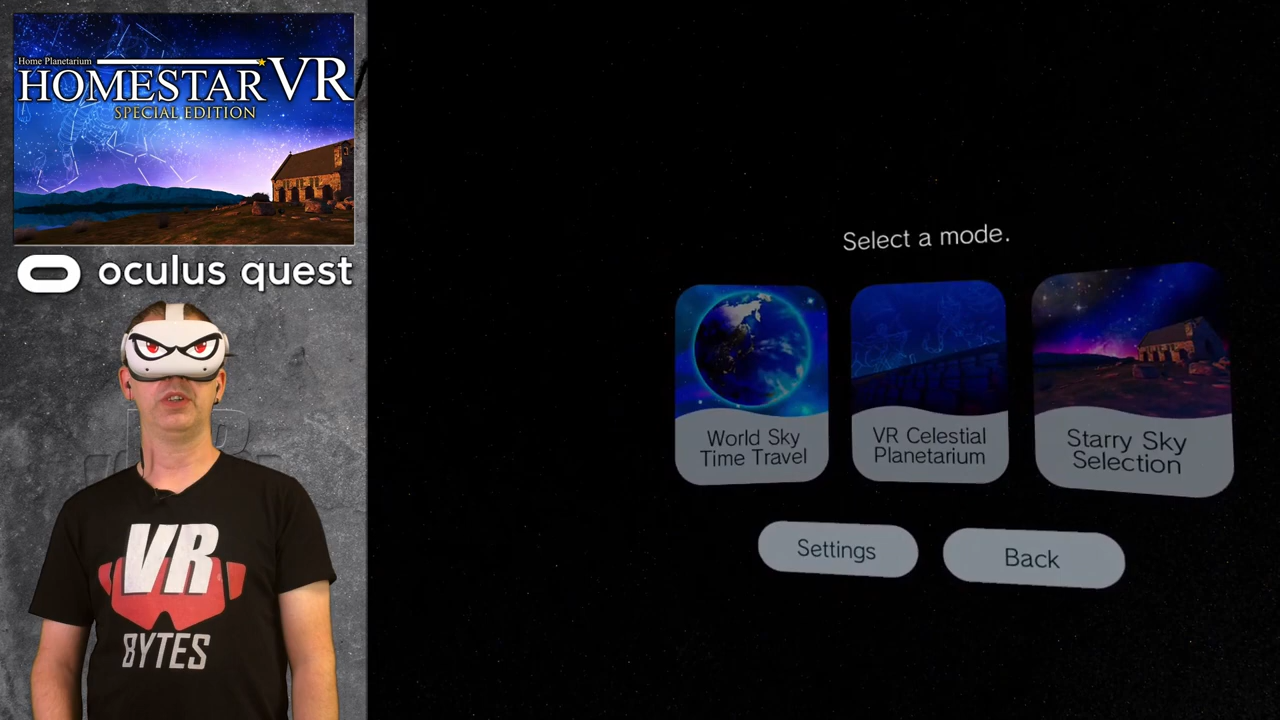 Home Planetarium
HOMESTAR VR
SPECIAL EDITION
oculus quest
VR
BYTES
Select a mode.
World Sky
Time Travel
VR Celestial
Planetarium
Starry Sky
Selection
Settings
Back